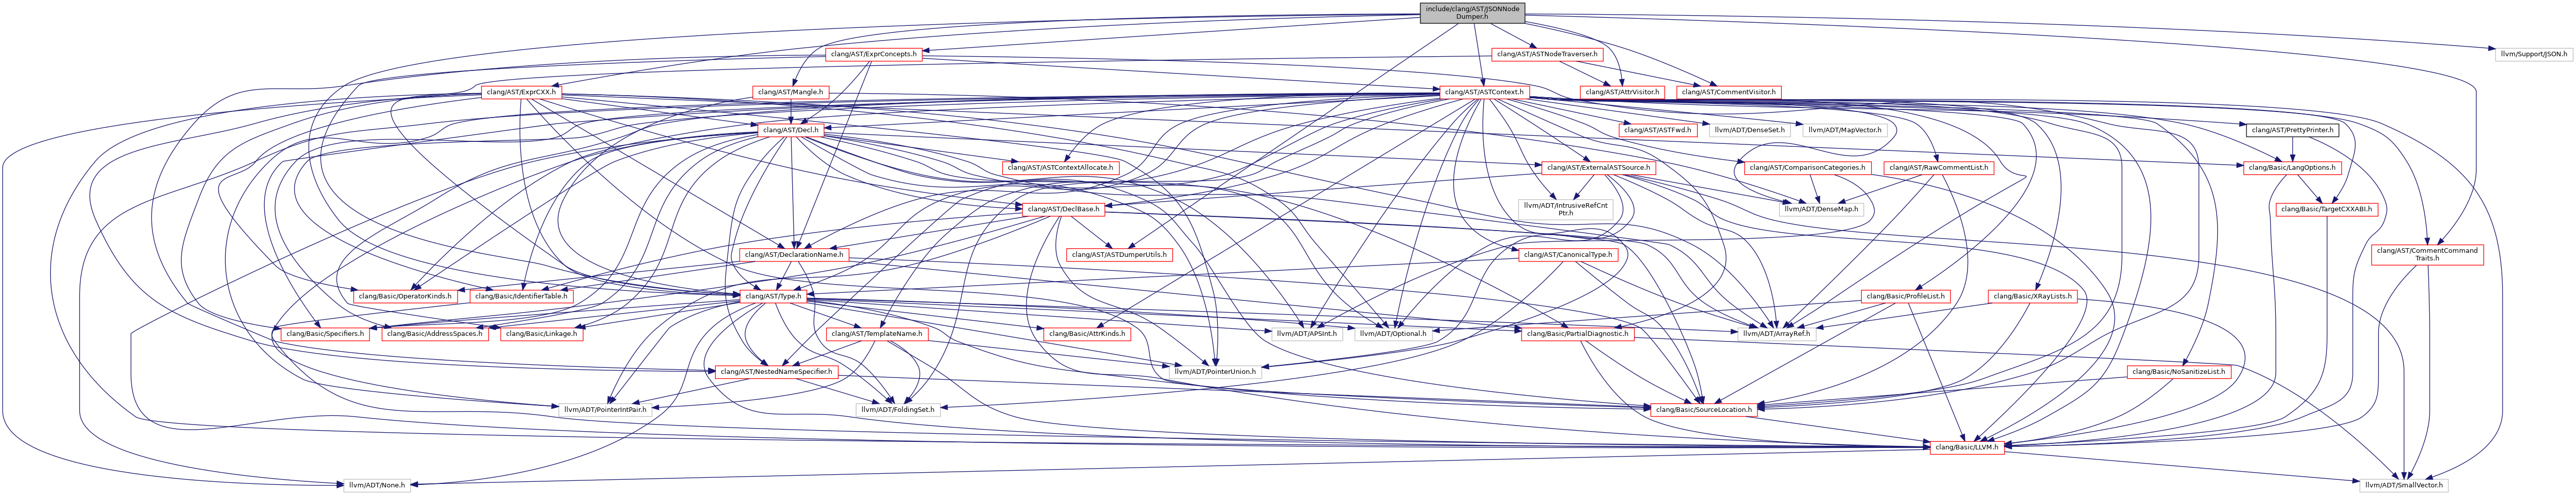 include/clang/AST/JSONNode
Dumper.h
clang/AST/ExprConcepts.h
clang/AST/ASTNodeTraverser.h
llvm/Support/JSON.h
clang/AST/ExprCXX.h
clang/AST/Mangle.h
clang/AST/ASTContext.h
clang/AST/AttrVisitor.h
clang/AST/CommentVisitor.h
clang/AST/Decl.h
clang/AST/ASTFwd.h
llvm/ADT/DenseSet.h
llvm/ADT/MapVector.h
clang/AST/PrettyPrinter.h
clang/AST/ASTContextAllocate.h
clang/AST/ExternalASTSource.h
clang/AST/ComparisonCategories.h
clang/AST/RawCommentList.h
clang/Basic/LangOptions.h
clang/AST/DeclBase.h
llvm/ADT/IntrusiveRefCnt
Ptr.h
llvm/ADT/DenseMap.h
clang/Basic/TargetCXXABI.h
clang/AST/DeclarationName.h
clang/AST/ASTDumperUtils.h
clang/AST/CanonicalType.h
clang/AST/CommentCommand
Traits.h
clang/Basic/OperatorKinds.h
clang/Basic/IdentifierTable.h
clang/AST/Type.h
clang/Basic/ProfileList.h
clang/Basic/XRayLists.h
clang/Basic/Specifiers.h
clang/Basic/AddressSpaces.h
clang/Basic/Linkage.h
clang/AST/TemplateName.h
clang/Basic/AttrKinds.h
llvm/ADT/APSInt.h
llvm/ADT/Optional.h
clang/Basic/PartialDiagnostic.h
llvm/ADT/ArrayRef.h
clang/AST/NestedNameSpecifier.h
llvm/ADT/PointerUnion.h
clang/Basic/NoSanitizeList.h
llvm/ADT/PointerIntPair.h
llvm/ADT/FoldingSet.h
clang/Basic/SourceLocation.h
clang/Basic/LLVM.h
llvm/ADT/None.h
llvm/ADT/SmallVector.h